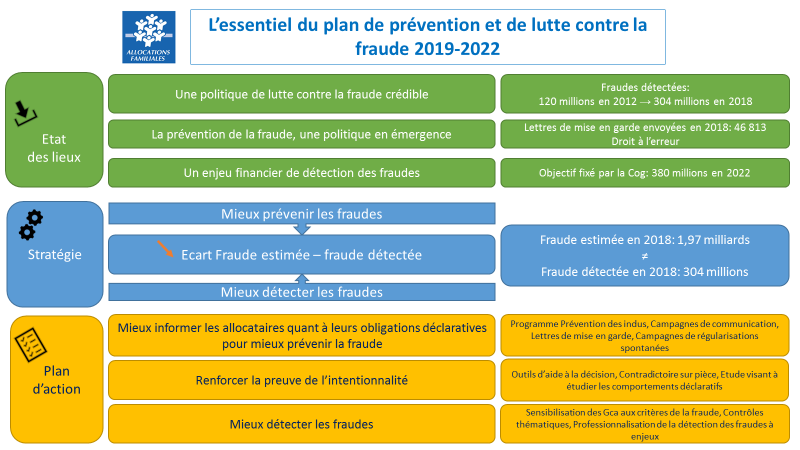 ALLOCATIONS
FAMILIALES
L'essentiel du plan de prévention et de lutte contre la
fraude 2019-2022
Etat
des lieux
Une politique de lutte contre la fraude crédible
Fraudes détectées:
120 millions en 2012 → 304 millions en 2018
La prévention de la fraude, une politique en émergence
Lettres de mise en garde envoyées en 2018: 46 813
Droit à l'erreur
Un enjeu financier de détection des fraudes
Objectif fixé par la Cog: 380 millions en 2022
Stratégie
Mieux prévenir les fraudes
Ecart Fraude estimée – fraude détectée
Mieux détecter les fraudes
Fraude estimée en 2018: 1,97 milliards
≠
Fraude détectée en 2018: 304 millions
Plan
d'action
Mieux informer les allocataires quant à leurs obligations déclaratives
pour mieux prévenir la fraude
Programme Prévention des indus, Campagnes de communication,
Lettres de mise en garde, Campagnes de régularisations
spontanées
Renforcer la preuve de l'intentionnalité
Outils d'aide à la décision, Contradictoire sur pièce, Etude visant à
étudier les comportements déclaratifs
Mieux détecter les fraudes
Sensibilisation des Gca aux critères de la fraude, Contrôles
thématiques, Professionnalisation de la détection des fraudes à
enjeux